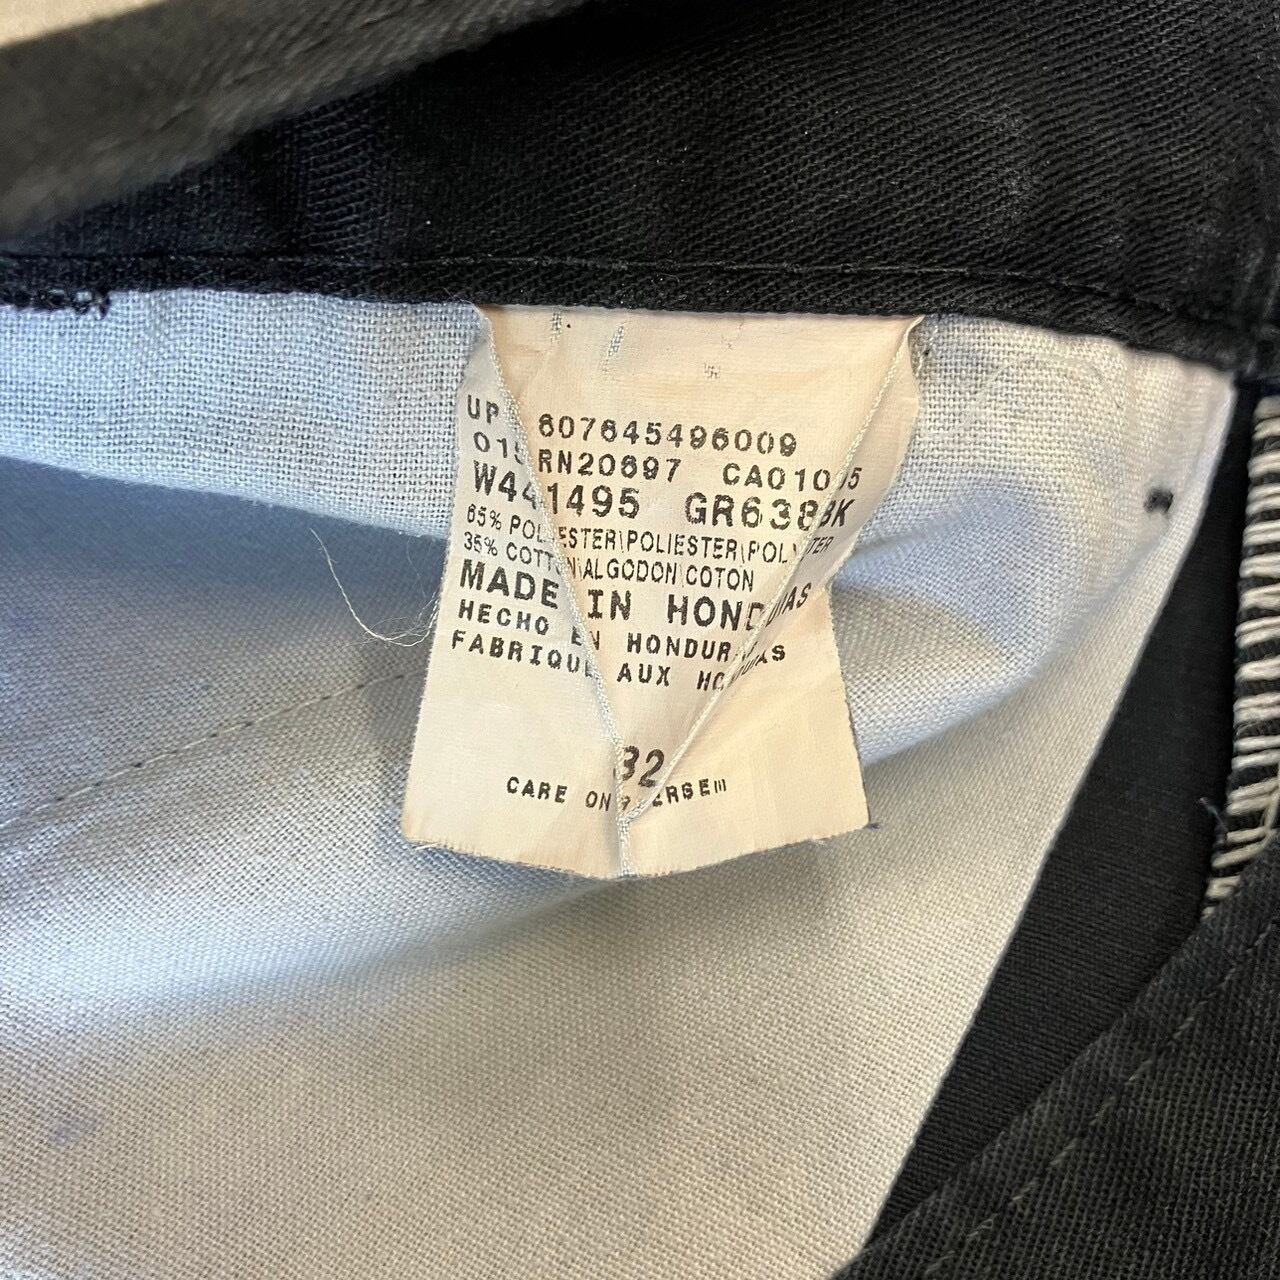 UP 607645496009
RN20697
W441495 GR638BK
65% POLYESTER\POLIESTER\POLYESTER
35% COTTON\ALGODON\COTON
MADE IN HONDURAS
HECHO EN HONDURAS
FABRIQUE AUX HONDURAS
32
CARE ON REVERSE